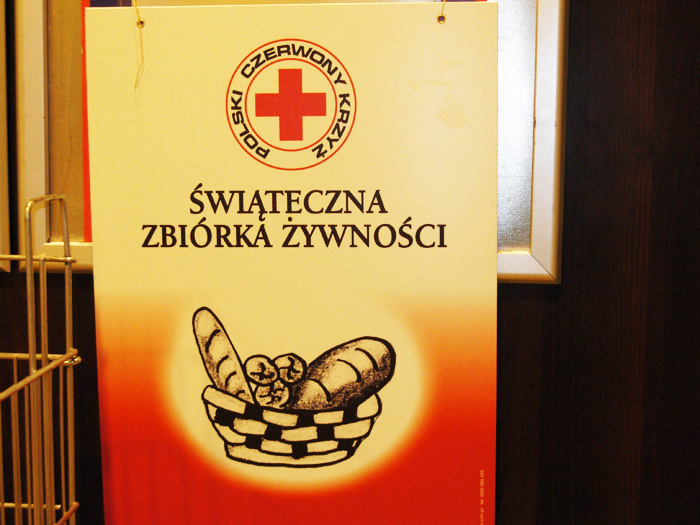 POLSKI CZERWONY KRZYŻ
ŚWIĄTECZNA
ZBIÓRKA ŻYWNOŚCI